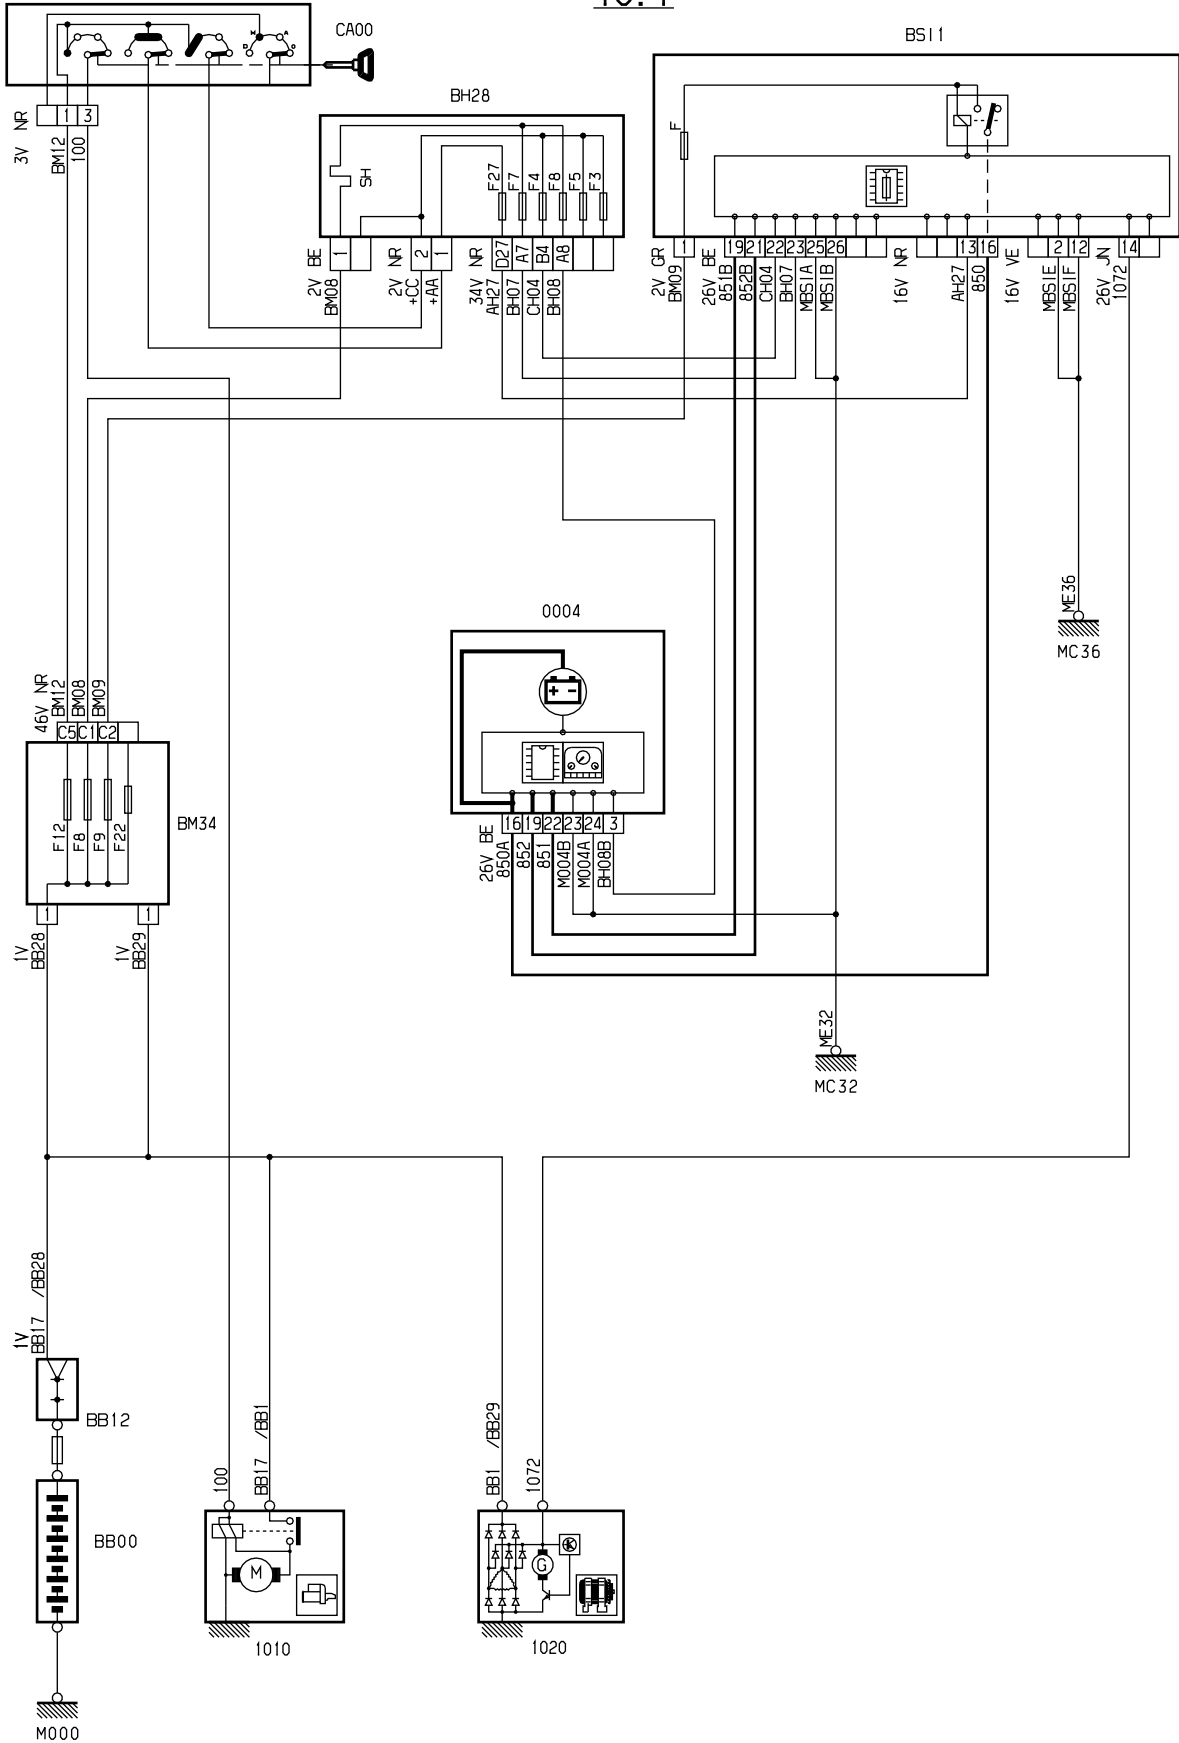 CA00
M
A
D
1
3
3V NR
BM12
100
BH28
SH
F27
F7
F4
F8
F5
F3
1
2
1
D27
A7
B4
A8
2V BE
BM08
2V NR
+CC
+AA
34V NR
AH27
BH07
CH04
BH08
BSI1
F
1
19
21
22
23
25
26
13
16
2
12
14
2V GR
BM09
26V BE
851B
852B
CH04
BH07
MBSIA
MBSIB
16V NR
AH27
850
16V VE
MBSIE
MBSIF
26V JN
1072
ME36
MC36
0004
+ -
16
19
22
23
24
3
26V BE
850A
852
851
M004B
M004A
BH08B
46V NR
BM12
BM08
BM09
C5
C1
C2
F12
F8
F9
F22
BM34
1
1
1V
BB28
1V
BB29
ME32
MC32
1V
BB17 /BB28
BB12
BB00
M000
100
BB17 /BB1
M
1010
BB1 /BB29
1072
G
1020